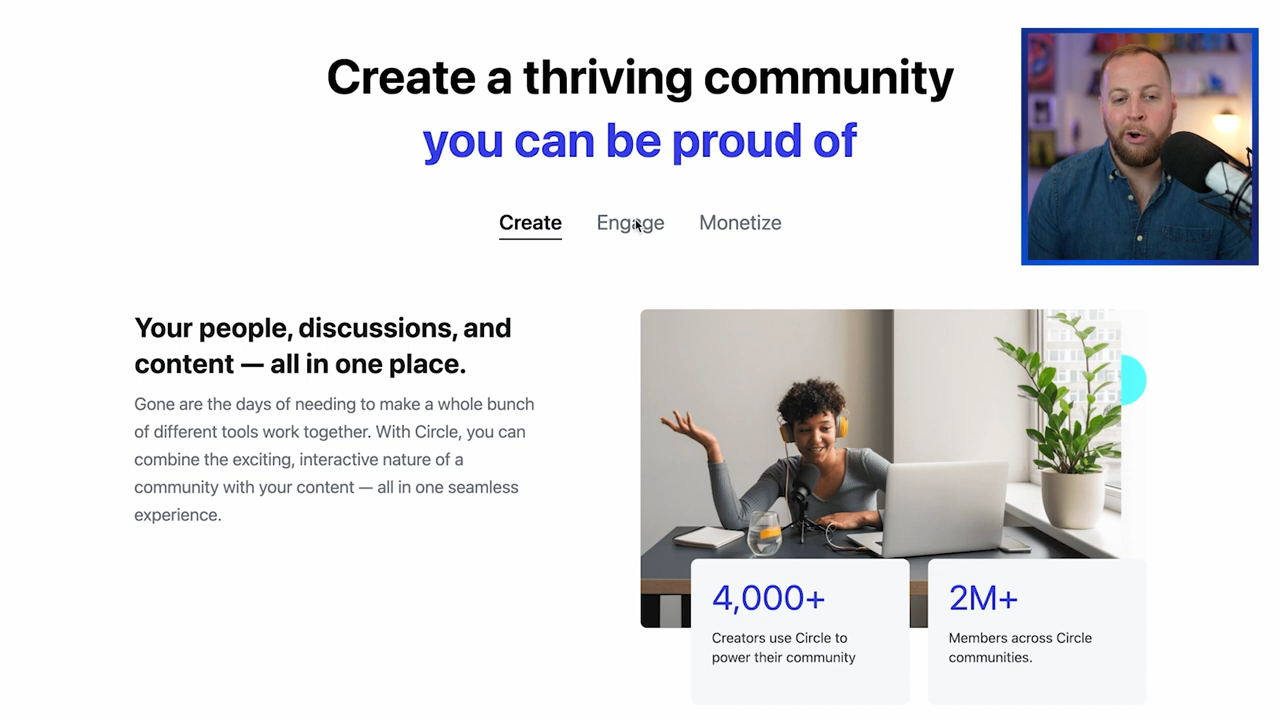 Create a thriving community
you can be proud of
Create
Engage
Monetize
Your people, discussions, and
content — all in one place.
Gone are the days of needing to make a whole bunch
of different tools work together. With Circle, you can
combine the exciting, interactive nature of a
community with your content — all in one seamless
experience.
4,000+
Creators use Circle to
power their community
2M+
Members across Circle
communities.